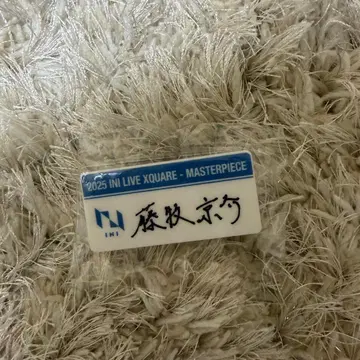 2025 INI LIVE XQUARE - MASTERPIECE
藤牧 京介
INI